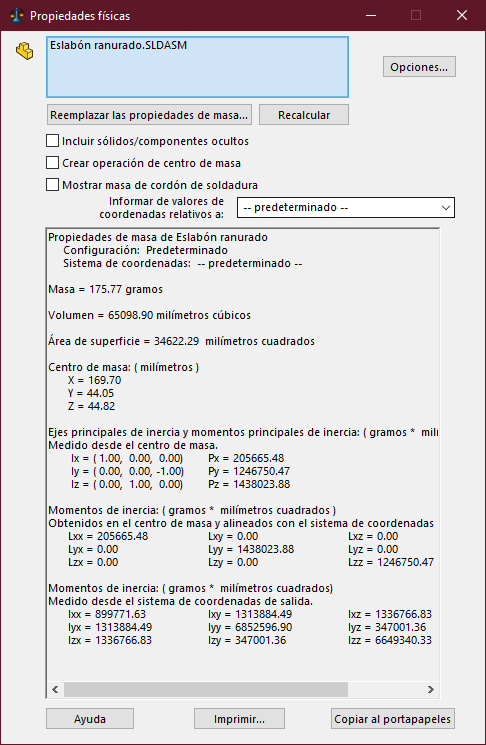 Propiedades físicas
Eslabón ranurado.SLDASM
Opciones...
Reemplazar las propiedades de masa... Recalcular
Incluir sólidos/componentes ocultos
Crear operación de centro de masa
Mostrar masa de cordón de soldadura
Informar de valores de
coordenadas relativos a: -- predeterminado --
Propiedades de masa de Eslabón ranurado
Configuración: Predeterminado
Sistema de coordenadas: -- predeterminado --
Masa = 175.77 gramos
Volumen = 65098.90 milímetros cúbicos
Área de superficie = 34622.29 milímetros cuadrados
Centro de masa: ( milímetros )
X = 169.70
Y = 44.05
Z = 44.82
Ejes principales de inercia y momentos principales de inercia: ( gramos * milí
Medido desde el centro de masa.
Ix = ( 1.00, 0.00, 0.00) Px = 205665.48
Iy = ( 0.00, 0.00, -1.00) Py = 1246750.47
Iz = ( 0.00, 1.00, 0.00) Pz = 1438023.88
Momentos de inercia: ( gramos * milímetros cuadrados )
Obtenidos en el centro de masa y alineados con el sistema de coordenadas
Lxx = 205665.48 Lxy = 0.00 Lxz = 0.00
Lyx = 0.00 Lyy = 1438023.88 Lyz = 0.00
Lzx = 0.00 Lzy = 0.00 Lzz = 1246750.47
Momentos de inercia: ( gramos * milímetros cuadrados)
Medido desde el sistema de coordenadas de salida.
Ixx = 899771.63 Ixy = 1313884.49 Ixz = 1336766.83
Iyx = 1313884.49 Iyy = 6852596.90 Iyz = 347001.36
Izx = 1336766.83 Izy = 347001.36 Izz = 6649340.33
Ayuda Imprimir... Copiar al portapapeles